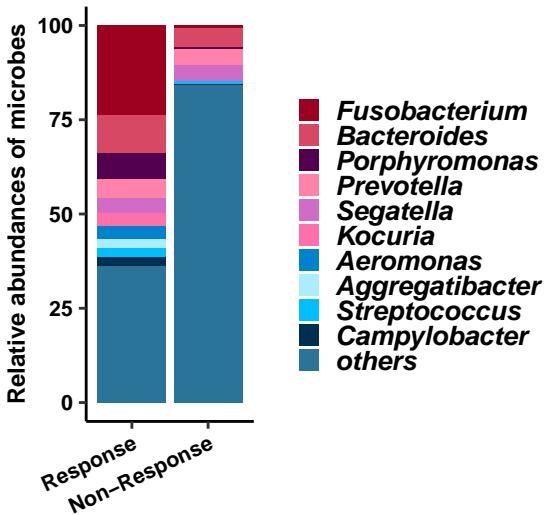 Relative abundances of microbes
100
75
50
25
0
Response
Non−Response
Fusobacterium
Bacteroides
Porphyromonas
Prevotella
Segatella
Kocuria
Aeromonas
Aggregatibacter
Streptococcus
Campylobacter
others